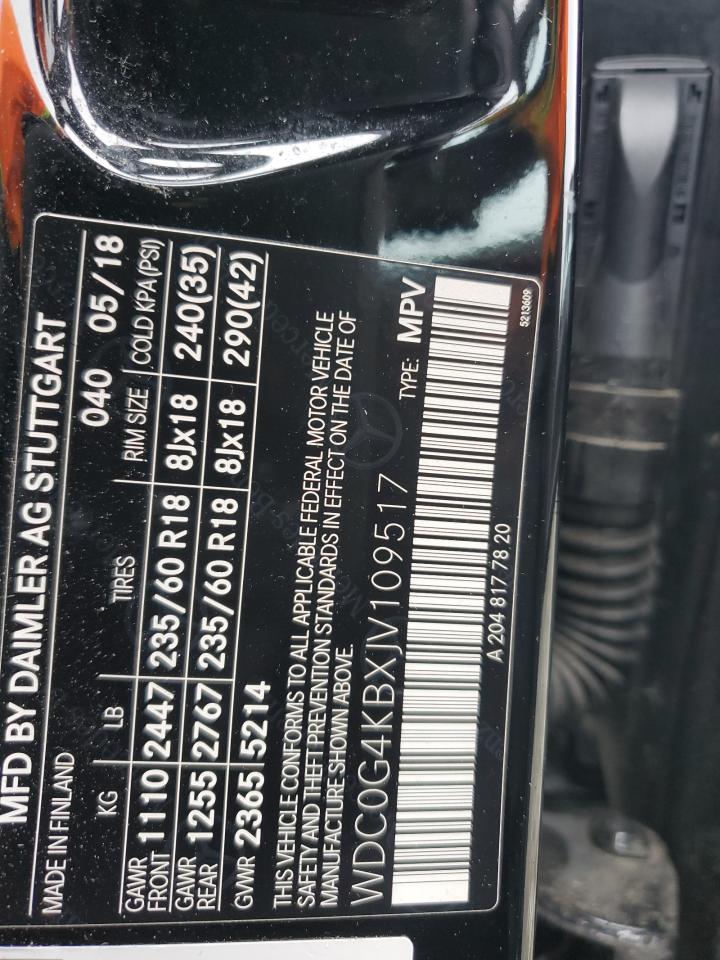 MFD BY DAIMLER AG STUTTGART
MADE IN FINLAND 040 05/18
KG LB TIRES RIM SIZE COLD KPA(PSI)
GAWR FRONT 1110 2447 235/60 R18 8Jx18 240(35)
GAWR REAR 1255 2767 235/60 R18 8Jx18 290(42)
GVWR 2365 5214
THIS VEHICLE CONFORMS TO ALL APPLICABLE FEDERAL MOTOR VEHICLE
SAFETY AND THEFT PREVENTION STANDARDS IN EFFECT ON THE DATE OF
MANUFACTURE SHOWN ABOVE.
WDC0G4KBXJV109517 TYPE: MPV
A 204 817 78 20
5213609